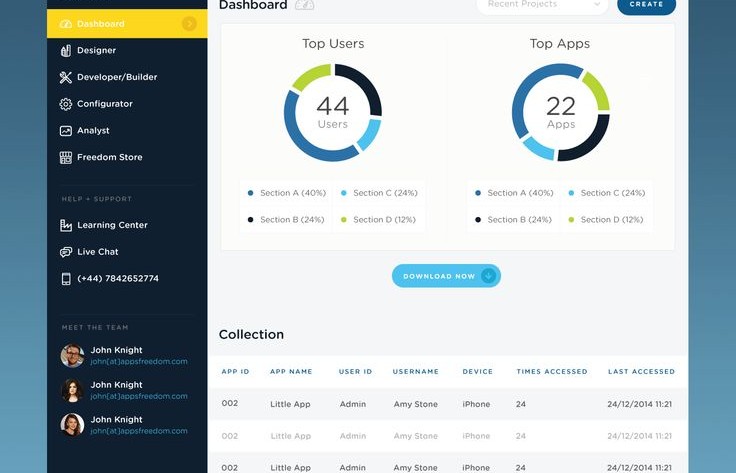 Dashboard
Designer
Developer/Builder
Configurator
Analyst
Freedom Store
HELP + SUPPORT
Learning Center
Live Chat
(+44) 7842652774
MEET THE TEAM
John Knight
john[at]appsfreedom.com
John Knight
john[at]appsfreedom.com
John Knight
john[at]appsfreedom.com
Dashboard
Recent Projects
CREATE
Top Users
44
Users
Section A (40%) Section C (24%)
Section B (24%) Section D (12%)
Top Apps
22
Apps
Section A (40%) Section C (24%)
Section B (24%) Section D (12%)
DOWNLOAD NOW
Collection
APP ID APP NAME USER ID USERNAME DEVICE TIMES ACCESSED LAST ACCESSED
002 Little App Admin Amy Stone iPhone 24 24/12/2014 11:21
002 Little App Admin Amy Stone iPhone 24 24/12/2014 11:21
002 Little App Admin Amy Stone iPhone 24 24/12/2014 11:21